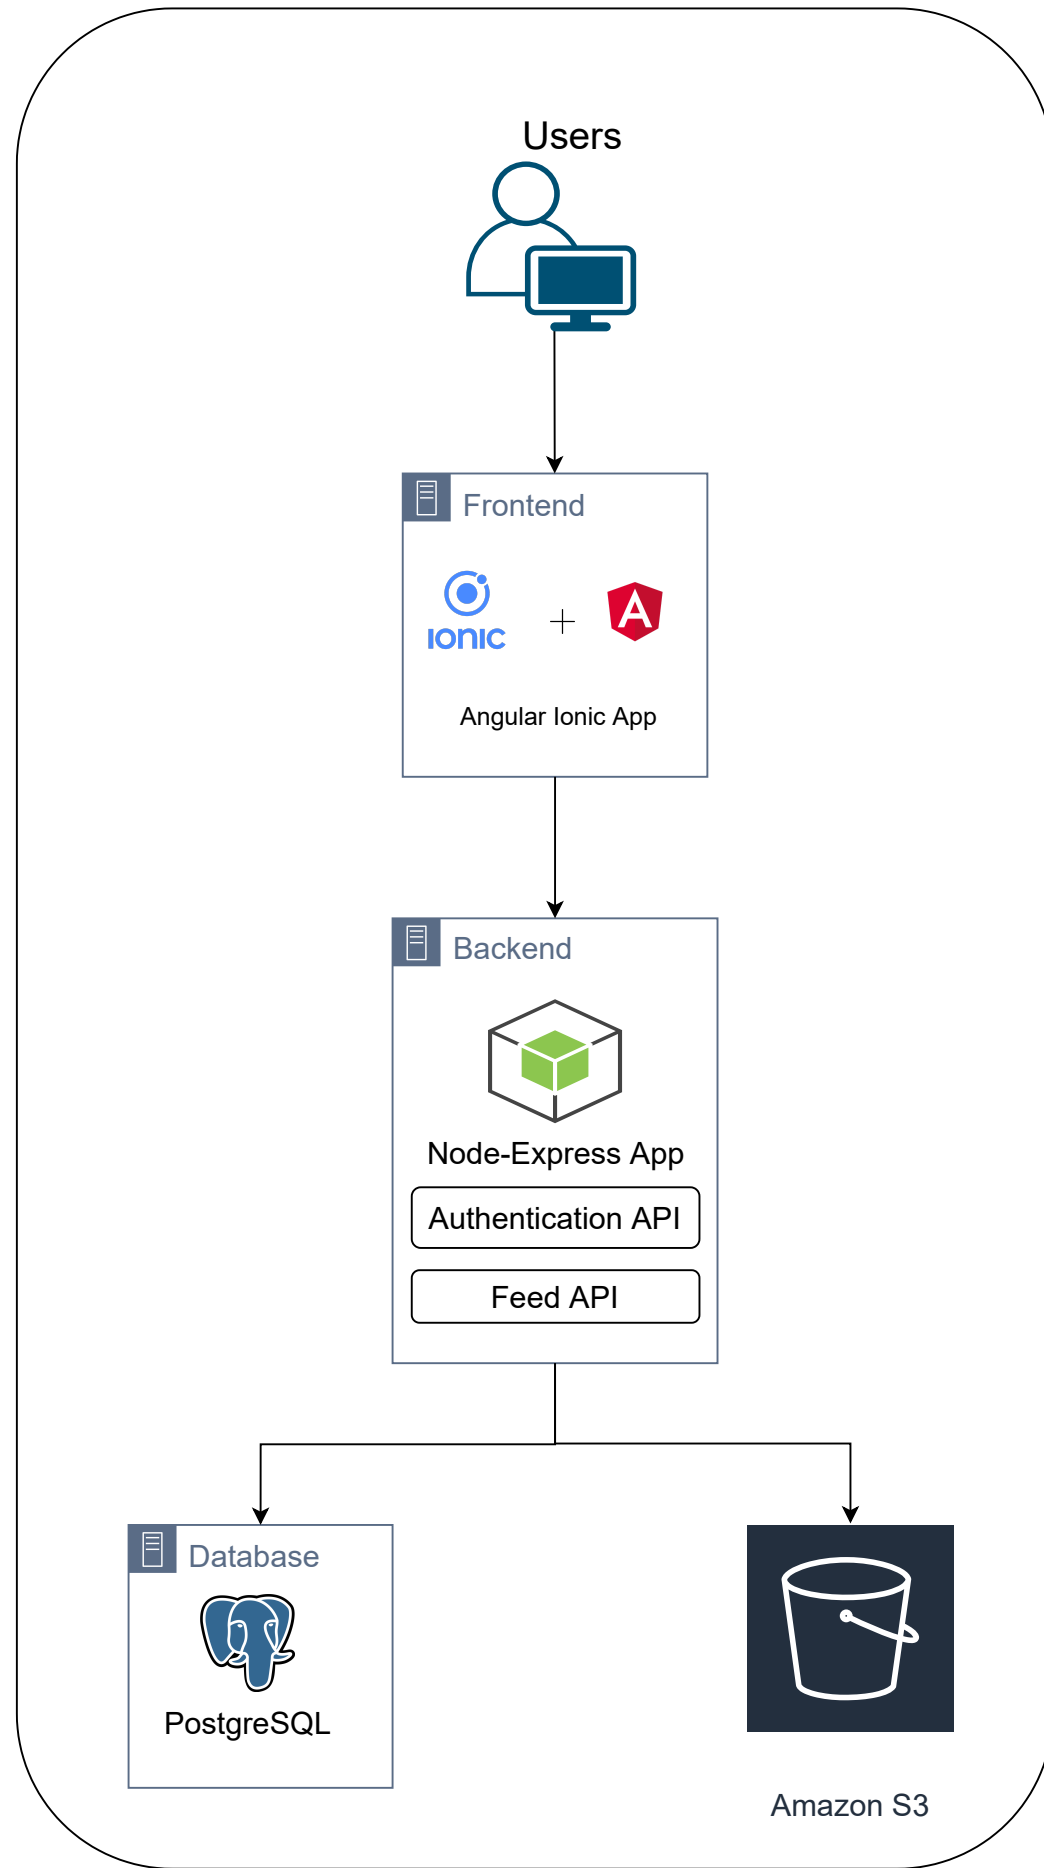 Users
Frontend
IONIC
Angular Ionic App
Backend
Node-Express App
Authentication API
Feed API
Database
PostgreSQL
Amazon S3